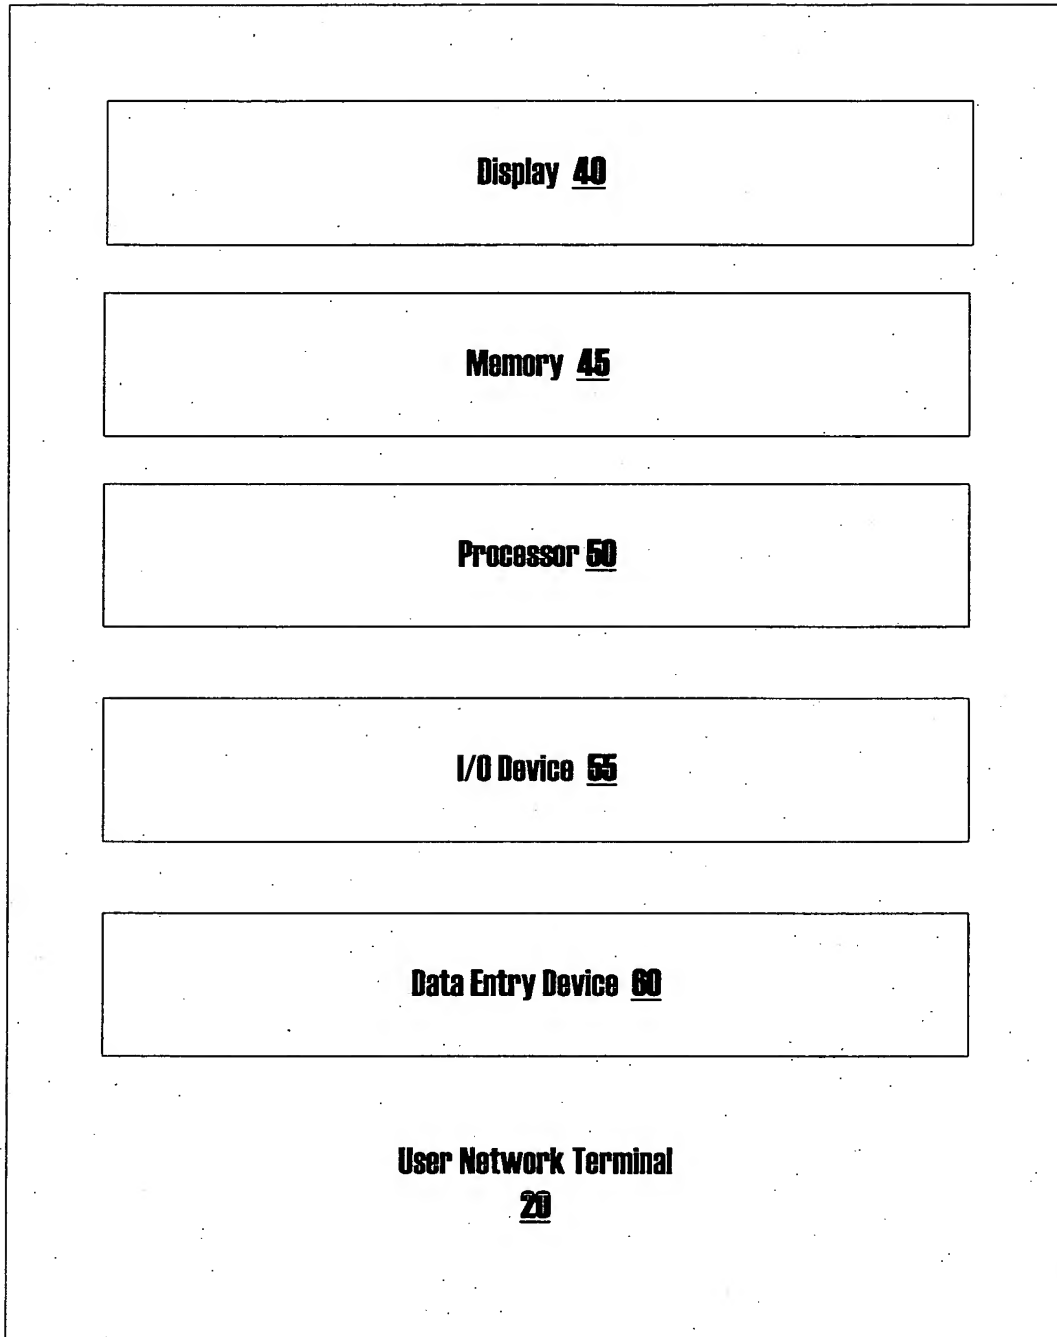 Display 40
Memory 45
Processor 50
I/O Device 55
Data Entry Device 60
User Network Terminal
20